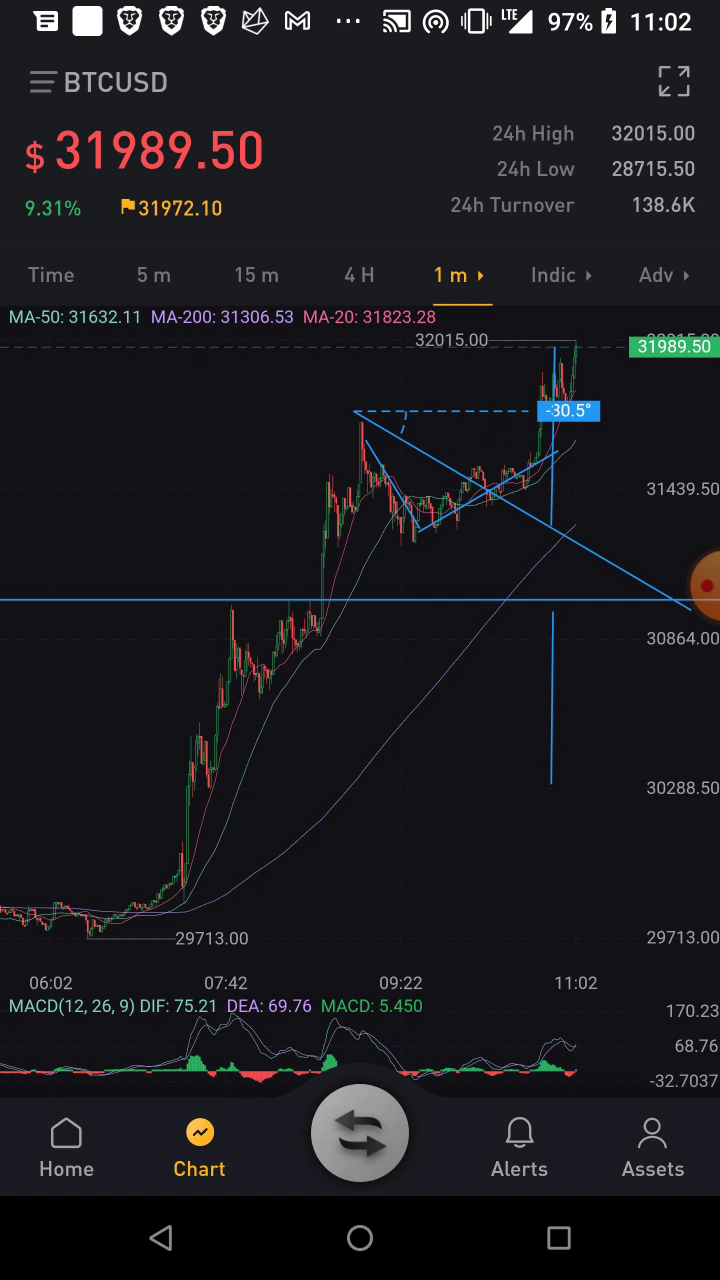 LTE 97% 11:02
BTCUSD
$ 31989.50
24h High 32015.00
24h Low 28715.50
9.31% 31972.10
24h Turnover 138.6K
Time 5 m 15 m 4 H 1 m Indic Adv
MA-50: 31632.11 MA-200: 31306.53 MA-20: 31823.28
32015.00
31989.50
-30.5°
31439.50
30864.00
30288.50
29713.00 29713.00
06:02 07:42 09:22 11:02
MACD(12, 26, 9) DIF: 75.21 DEA: 69.76 MACD: 5.450
170.23
68.76
-32.7037
Home Chart Alerts Assets